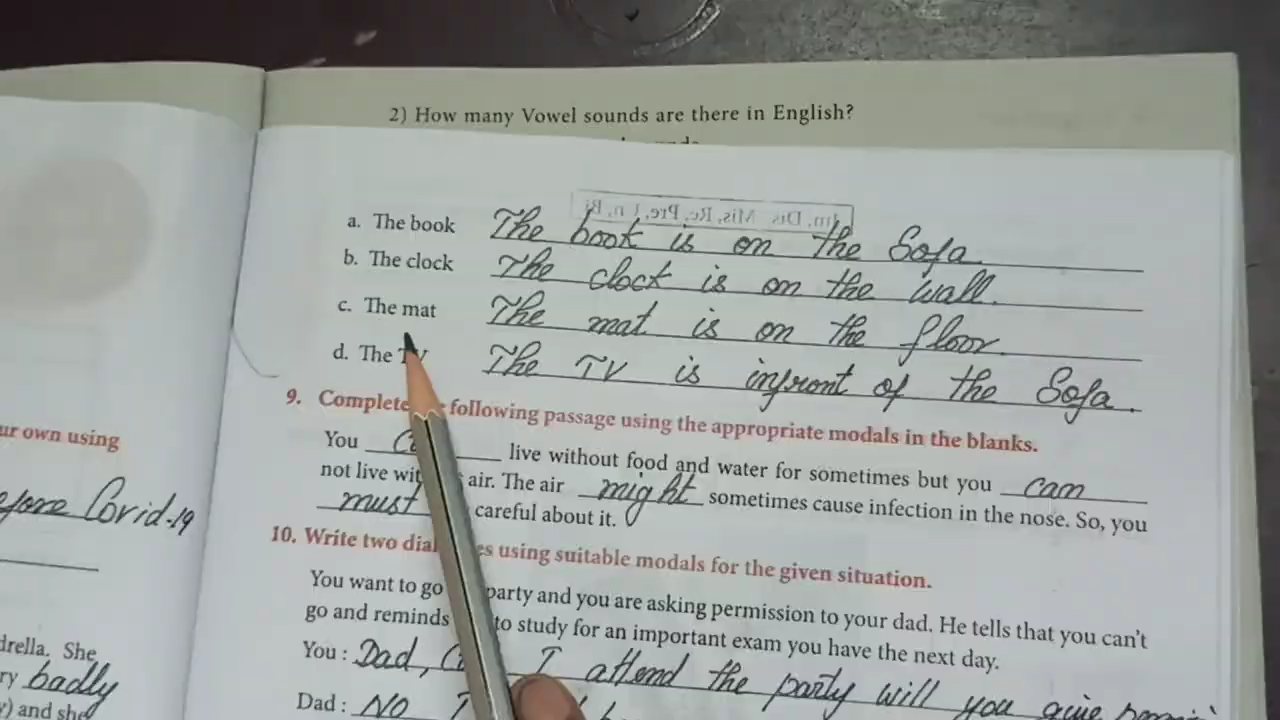 2) How many Vowel sounds are there in English?
a. The book The book is on the Sofa
b. The clock The clock is on the wall.
c. The mat The mat is on the floor.
d. The TV The TV is infront of the Sofa.
9. Complete following passage using the appropriate modals in the blanks.
You live without food and water for sometimes but you can
not live air. The air might sometimes cause infection in the nose. So, you
must careful about it.
10. Write two using suitable modals for the given situation.
You want to go party and you are asking permission to your dad. He tells that you can't
go and reminds to study for an important exam you have the next day.
You : Dad, I attend the party will you give
Dad : No
ur own using
Covid-19
drella. She
ry badly
y) and she